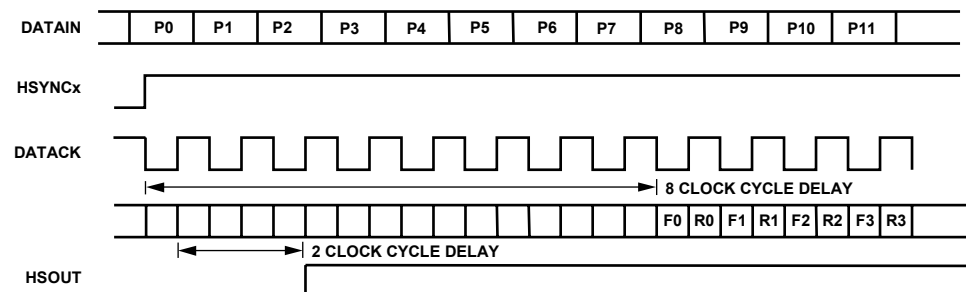 DATAIN P0 P1 P2 P3 P4 P5 P6 P7 P8 P9 P10 P11
HSYNCx
DATACK
8 CLOCK CYCLE DELAY
F0 R0 F1 R1 F2 R2 F3 R3
2 CLOCK CYCLE DELAY
HSOUT